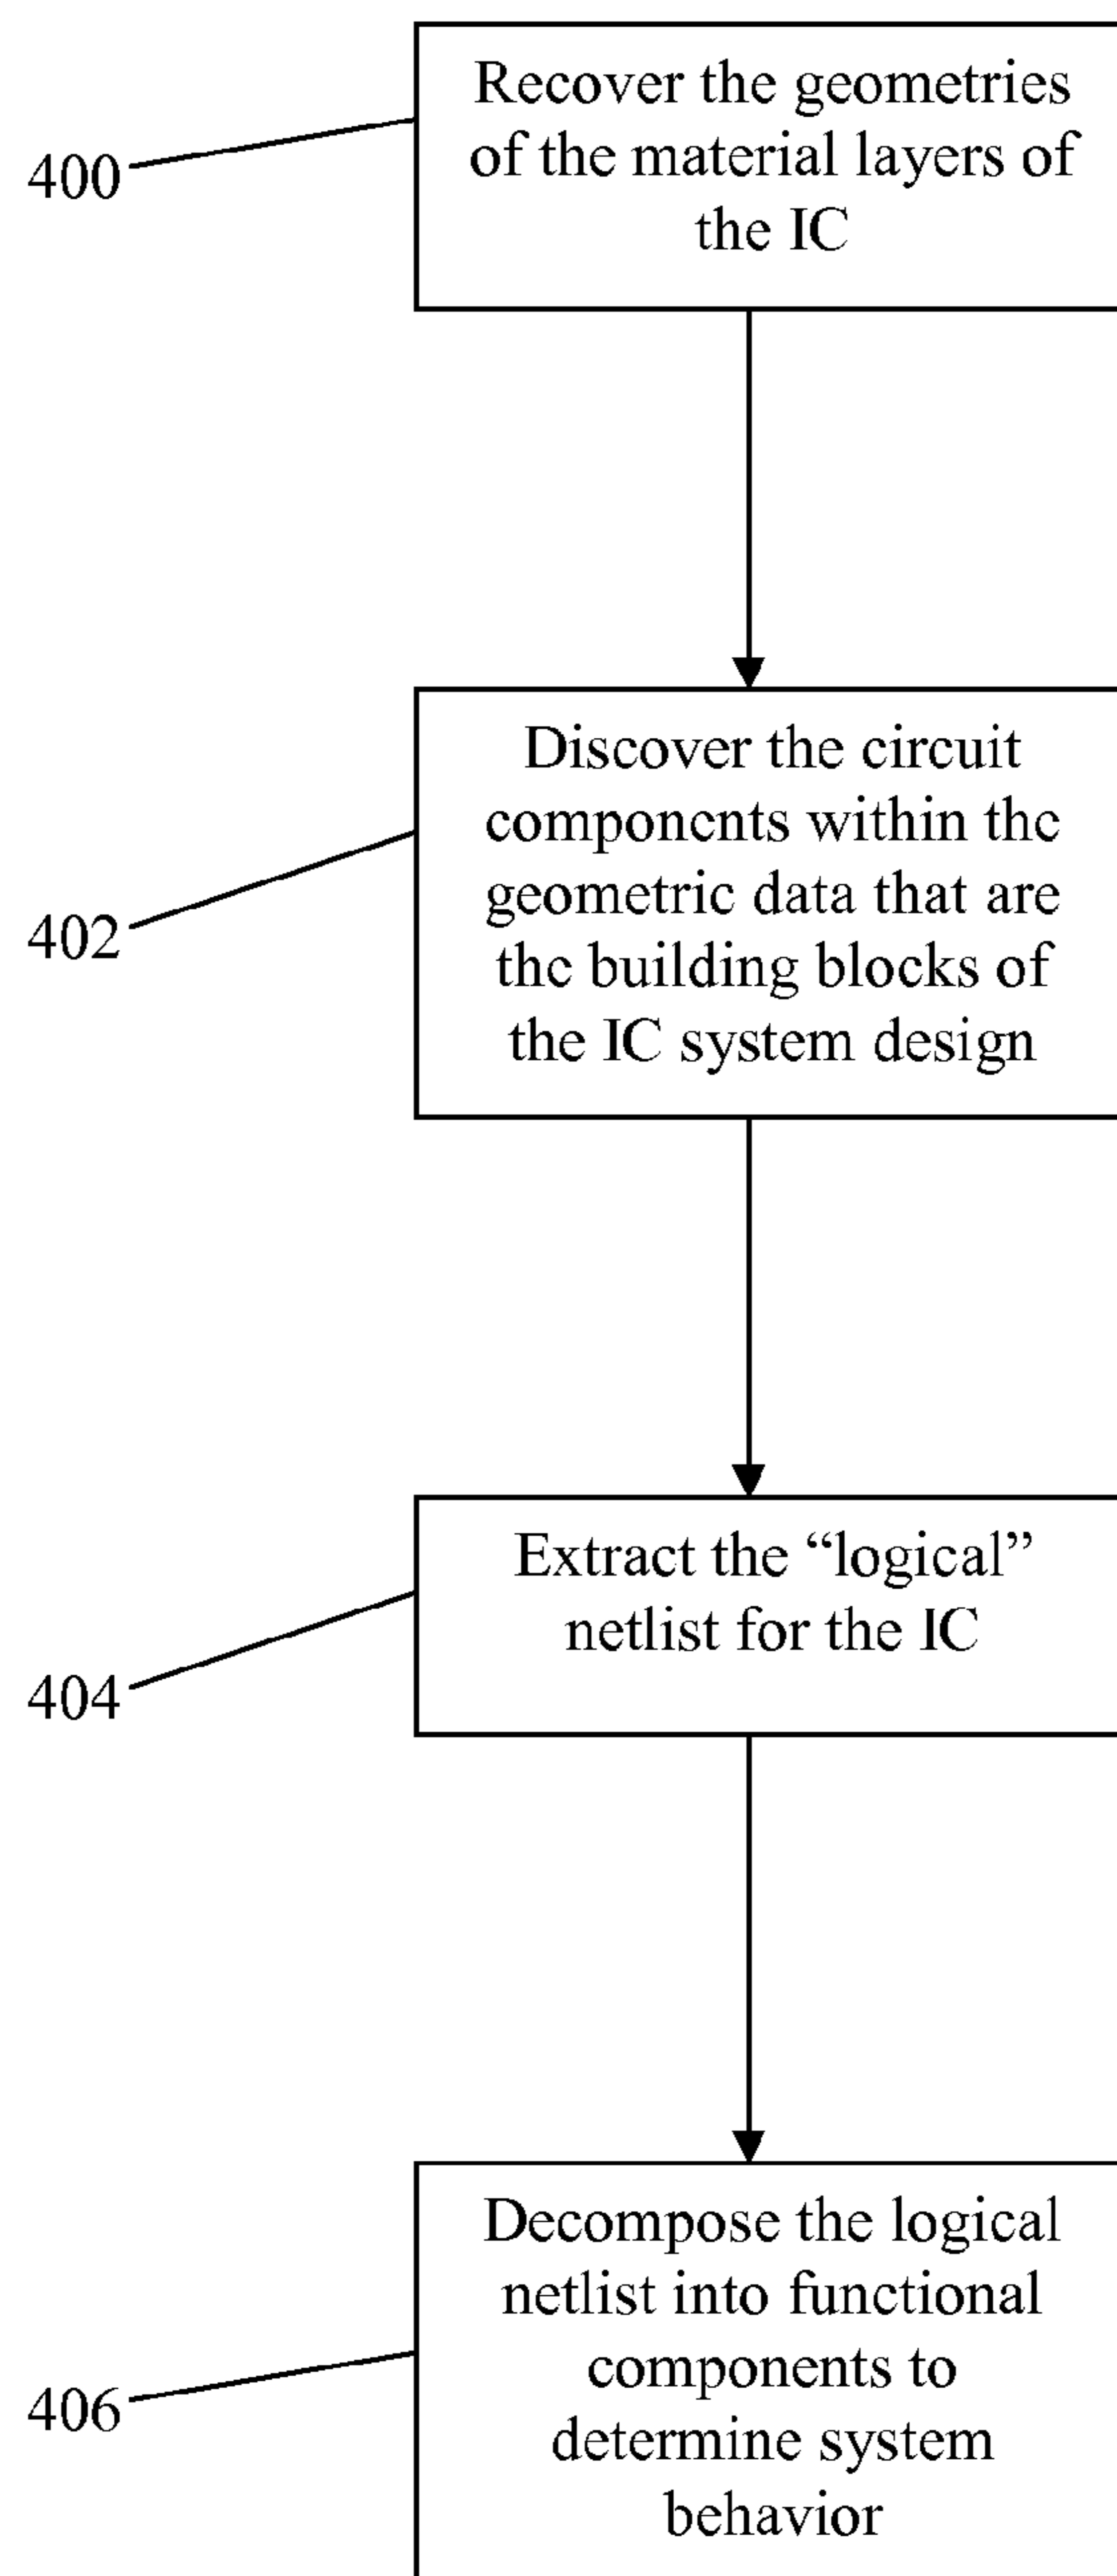 Recover the geometries
of the material layers of
the IC
400
Discover the circuit
components within the
geometric data that are
the building blocks of
the IC system design
402
Extract the “logical”
netlist for the IC
404
Decompose the logical
netlist into functional
components to
determine system
behavior
406